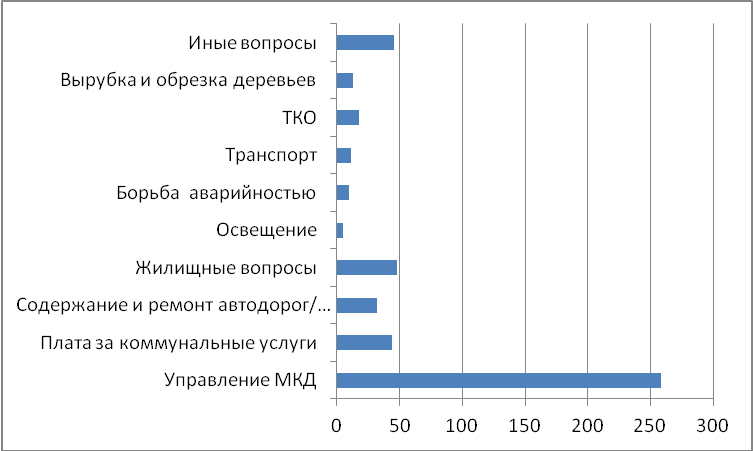 Иные вопросы
Вырубка и обрезка деревьев
ТКО
Транспорт
Борьба  аварийностью
Освещение
Жилищные вопросы
Содержание и ремонт автодорог/...
Плата за коммунальные услуги
Управление МКД
0 50 100 150 200 250 300